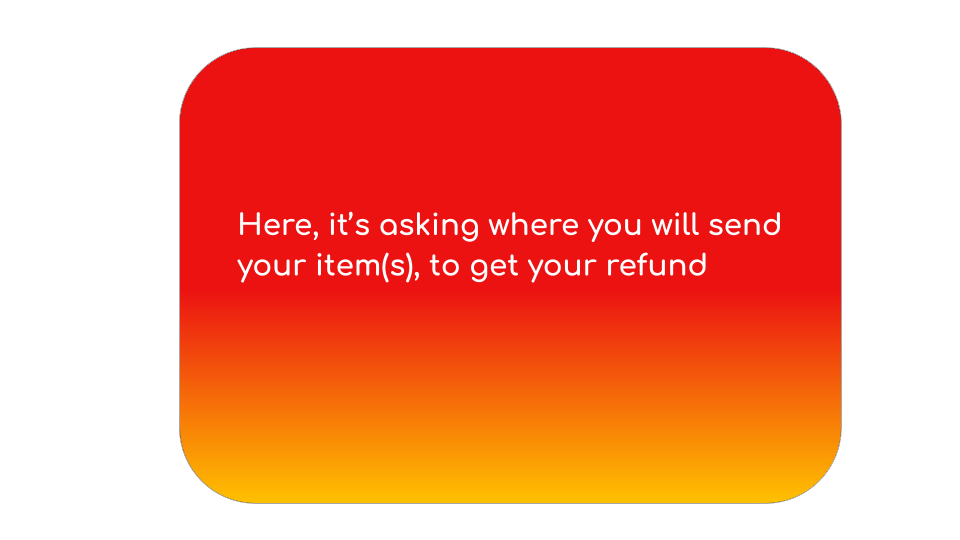 Here, it’s asking where you will send
your item(s), to get your refund